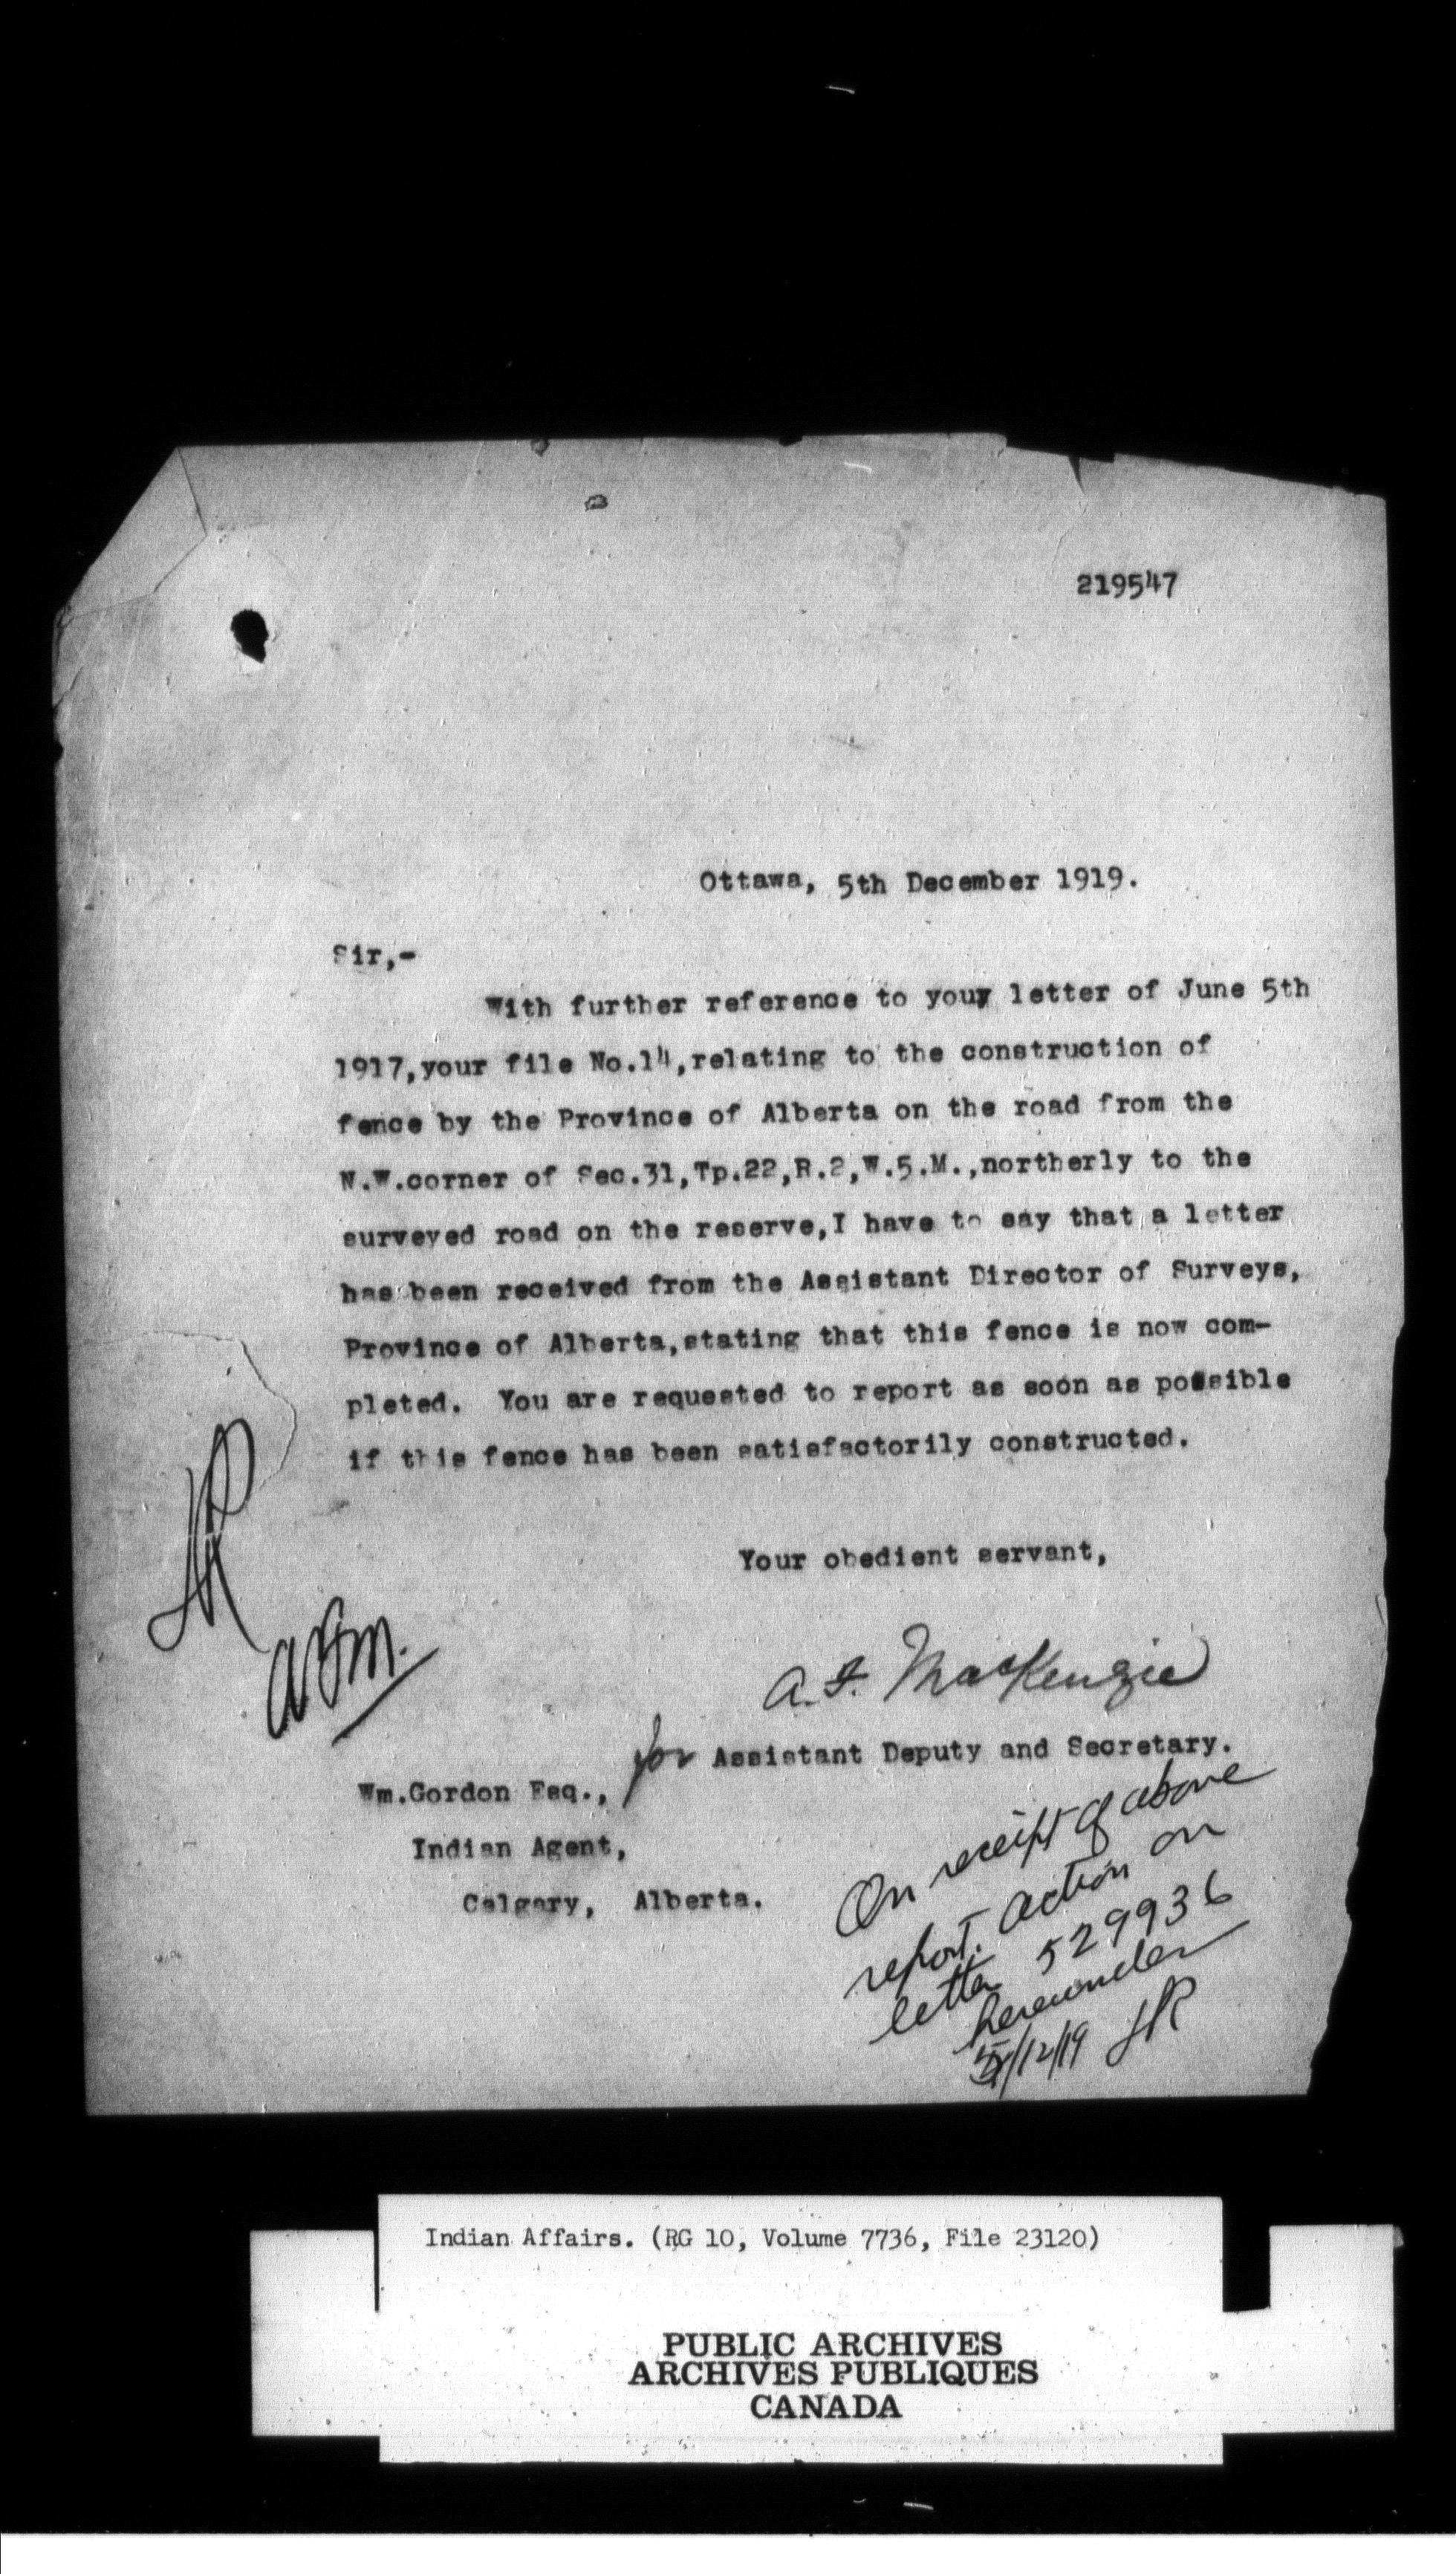 219547
Ottawa, 5th December 1919.
Sir,-
With further reference to your letter of June 5th
1917,your file No.14,relating to the construction of
fence by the Province of Alberta on the road from the
N.W.corner of Sec.31,Tp.22,R.2,W.5.M.,northerly to the
surveyed road on the reserve,I have to say that a letter
has been received from the Assistant Director of Surveys,
Province of Alberta,stating that this fence is now com-
pleted. You are requested to report as soon as possible
if this fence has been satisfactorily constructed.
Your obedient servant,
A. F. MacKenzie
for Assistant Deputy and Secretary.
Wm.Gordon Esq.,
Indian Agent,
Calgary, Alberta.
On receipt of above
report. Action on
letter 529936
hereunder
/12/19
Indian Affairs. (RG 10, Volume 7736, File 23120)
PUBLIC ARCHIVES
ARCHIVES PUBLIQUES
CANADA